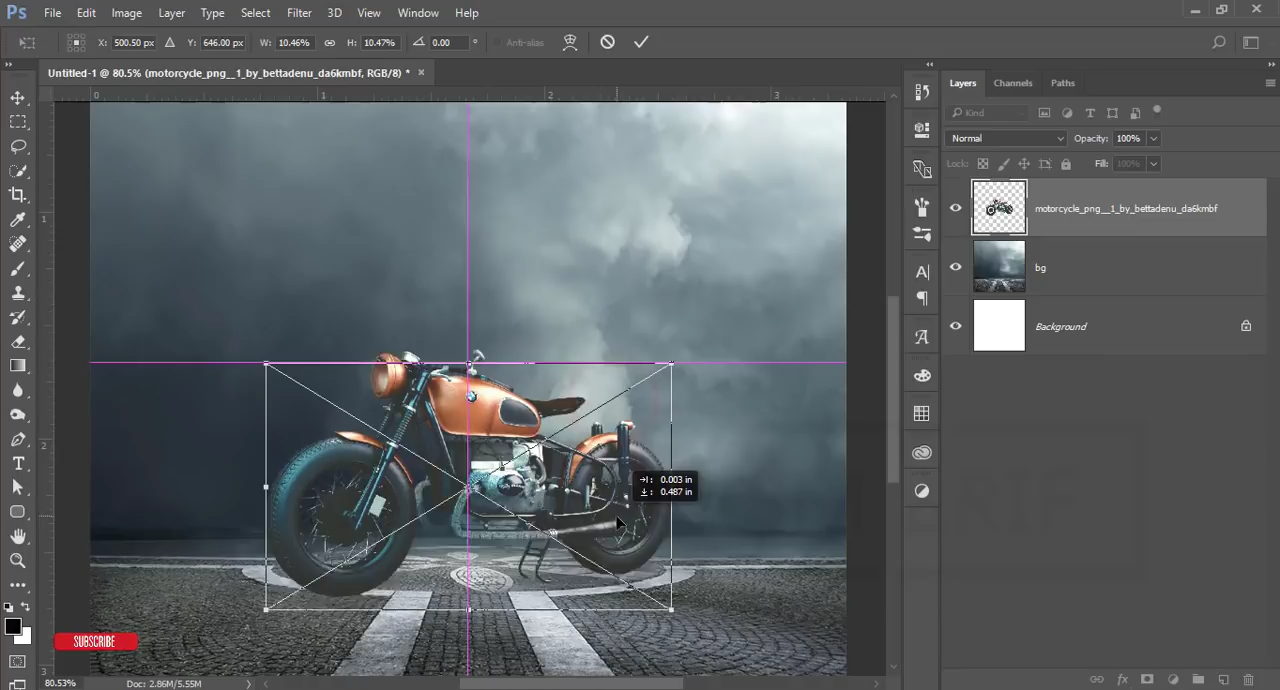 Ps File Edit Image Layer Type Select Filter 3D View Window Help
X: 500.50 px Y: 646.00 px W: 10.46% H: 10.47% 0.00 ° Anti-alias
Untitled-1 @ 80.5% (motorcycle_png__1_by_bettadenu_da6kmbf, RGB/8) * ×
0 1 2 3
1
2
3
0.003 in
0.487 in
SUBSCRIBE
80.53% Doc: 2.86M/5.55M
Layers Channels Paths
Kind
Normal Opacity: 100%
Lock: Fill: 100%
motorcycle_png__1_by_bettadenu_da6kmbf
bg
Background